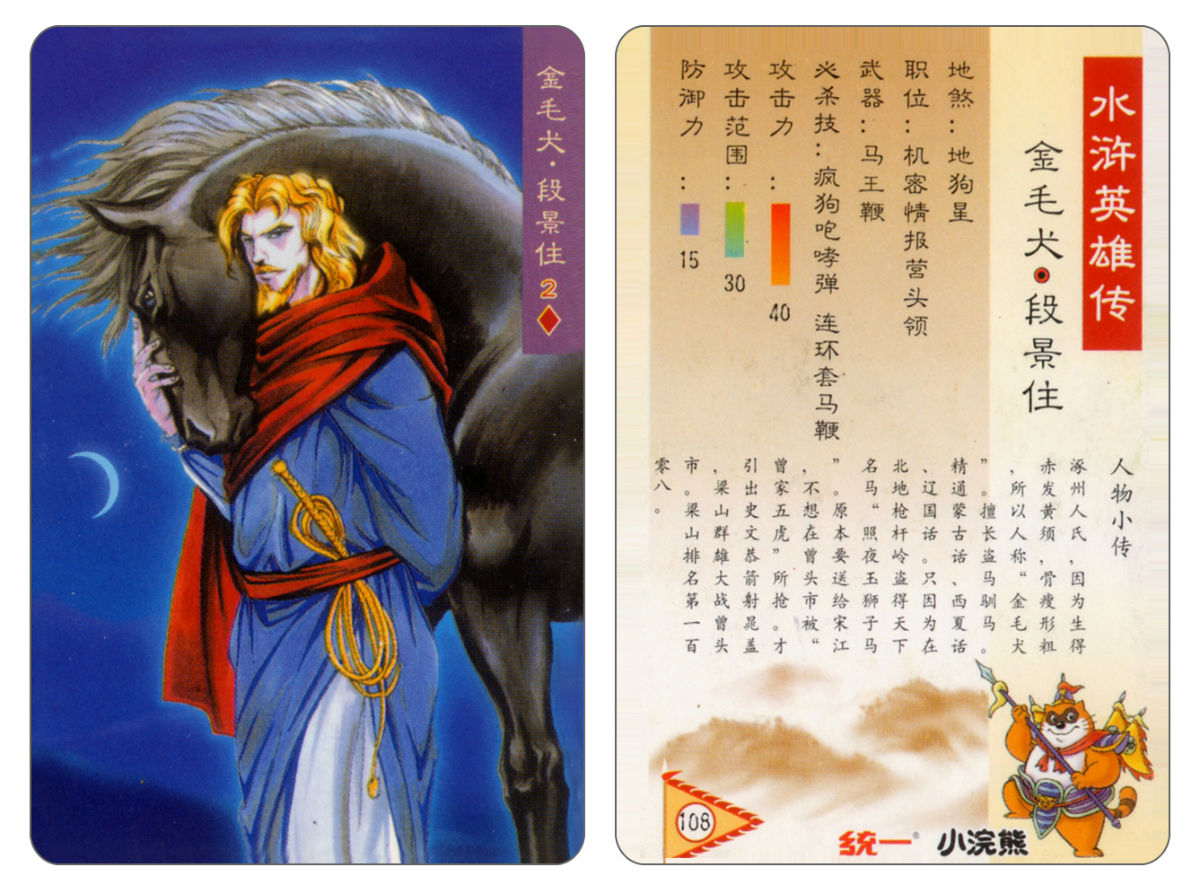 金毛犬·段景住
2
水浒英雄传
金毛犬·段景住
地煞：地狗星
职位：机密情报营头领
武器：马王鞭
必杀技：疯狗咆哮弹 连环套马鞭
攻击力：40
攻击范围：30
防御力：15
人物小传
涿州人氏，因为生得
赤发黄须，骨瘦形粗
，所以人称“金毛犬
”。擅长盗马驯马。
精通蒙古话、西夏话
、辽国话。只因为在
北地枪杆岭盗得天下
名马“照夜玉狮子马
”。原本要送给宋江
，不想在曾头市被“
曾家五虎”所抢。才
引出史文恭箭射晁盖
，梁山群雄大战曾头
市。梁山排名第一百
零八。
108
统一® 小浣熊